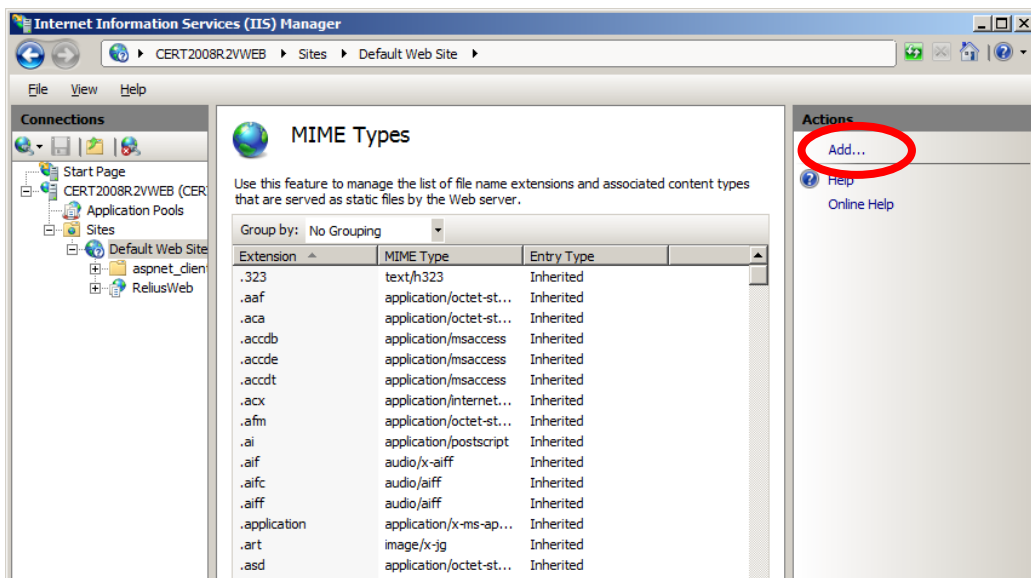 Internet Information Services (IIS) Manager
CERT2008R2VWEB Sites Default Web Site
File View Help
Connections
Start Page
CERT2008R2VWEB (CER
Application Pools
Sites
Default Web Site
aspnet_client
ReliusWeb
MIME Types
Use this feature to manage the list of file name extensions and associated content types
that are served as static files by the Web server.
Group by: No Grouping
Extension MIME Type Entry Type
.323 text/h323 Inherited
.aaf application/octet-st... Inherited
.aca application/octet-st... Inherited
.accdb application/msaccess Inherited
.accde application/msaccess Inherited
.accdt application/msaccess Inherited
.acx application/internet... Inherited
.afm application/octet-st... Inherited
.ai application/postscript Inherited
.aif audio/x-aiff Inherited
.aifc audio/aiff Inherited
.aiff audio/aiff Inherited
.application application/x-ms-ap... Inherited
.art image/x-jg Inherited
.asd application/octet-st... Inherited
Actions
Add...
Help
Online Help